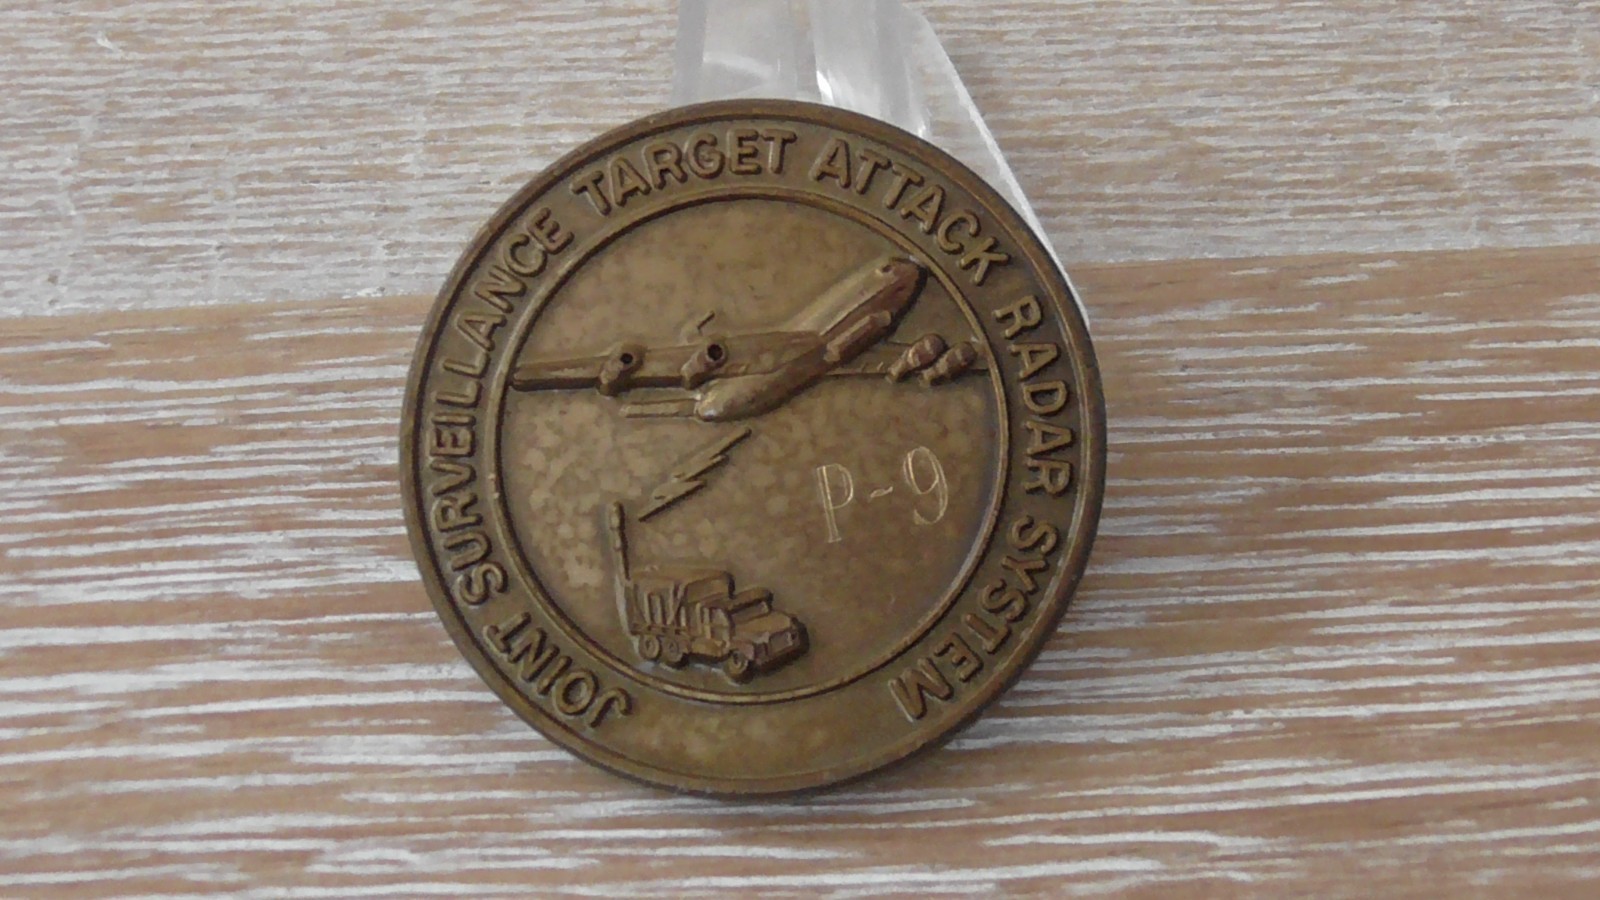 JOINT SURVEILLANCE TARGET ATTACK RADAR SYSTEM
P-9